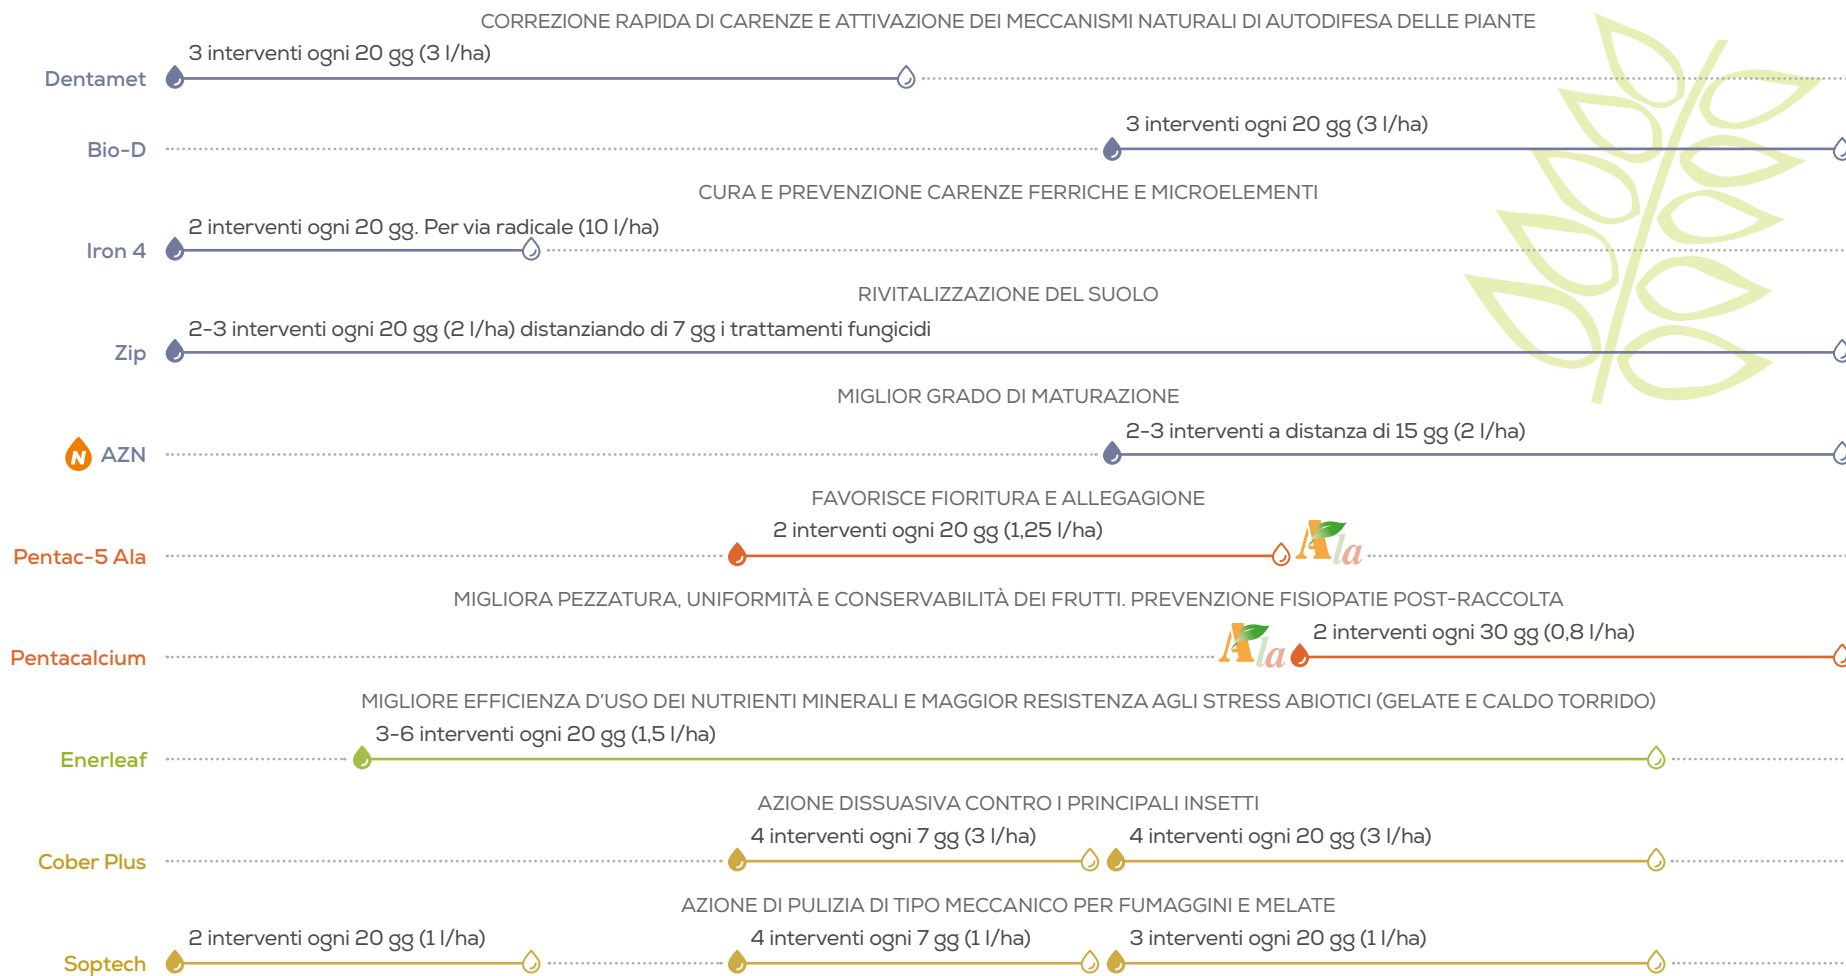 CORREZIONE RAPIDA DI CARENZE E ATTIVAZIONE DEI MECCANISMI NATURALI DI AUTODIFESA DELLE PIANTE
3 interventi ogni 20 gg (3 l/ha)
Dentamet
3 interventi ogni 20 gg (3 l/ha)
Bio-D
CURA E PREVENZIONE CARENZE FERRICHE E MICROELEMENTI
2 interventi ogni 20 gg. Per via radicale (10 l/ha)
Iron 4
RIVITALIZZAZIONE DEL SUOLO
2-3 interventi ogni 20 gg (2 l/ha) distanziando di 7 gg i trattamenti fungicidi
Zip
MIGLIOR GRADO DI MATURAZIONE
2-3 interventi a distanza di 15 gg (2 l/ha)
N AZN
FAVORISCE FIORITURA E ALLEGAGIONE
2 interventi ogni 20 gg (1,25 l/ha)
Pentac-5 Ala
Ala
MIGLIORA PEZZATURA, UNIFORMITÀ E CONSERVABILITÀ DEI FRUTTI. PREVENZIONE FISIOPATIE POST-RACCOLTA
2 interventi ogni 30 gg (0,8 l/ha)
Pentacalcium
Ala
MIGLIORE EFFICIENZA D'USO DEI NUTRIENTI MINERALI E MAGGIOR RESISTENZA AGLI STRESS ABIOTICI (GELATE E CALDO TORRIDO)
3-6 interventi ogni 20 gg (1,5 l/ha)
Enerleaf
AZIONE DISSUASIVA CONTRO I PRINCIPALI INSETTI
4 interventi ogni 7 gg (3 l/ha) 4 interventi ogni 20 gg (3 l/ha)
Cober Plus
AZIONE DI PULIZIA DI TIPO MECCANICO PER FUMAGGINI E MELATE
2 interventi ogni 20 gg (1 l/ha) 4 interventi ogni 7 gg (1 l/ha) 3 interventi ogni 20 gg (1 l/ha)
Soptech